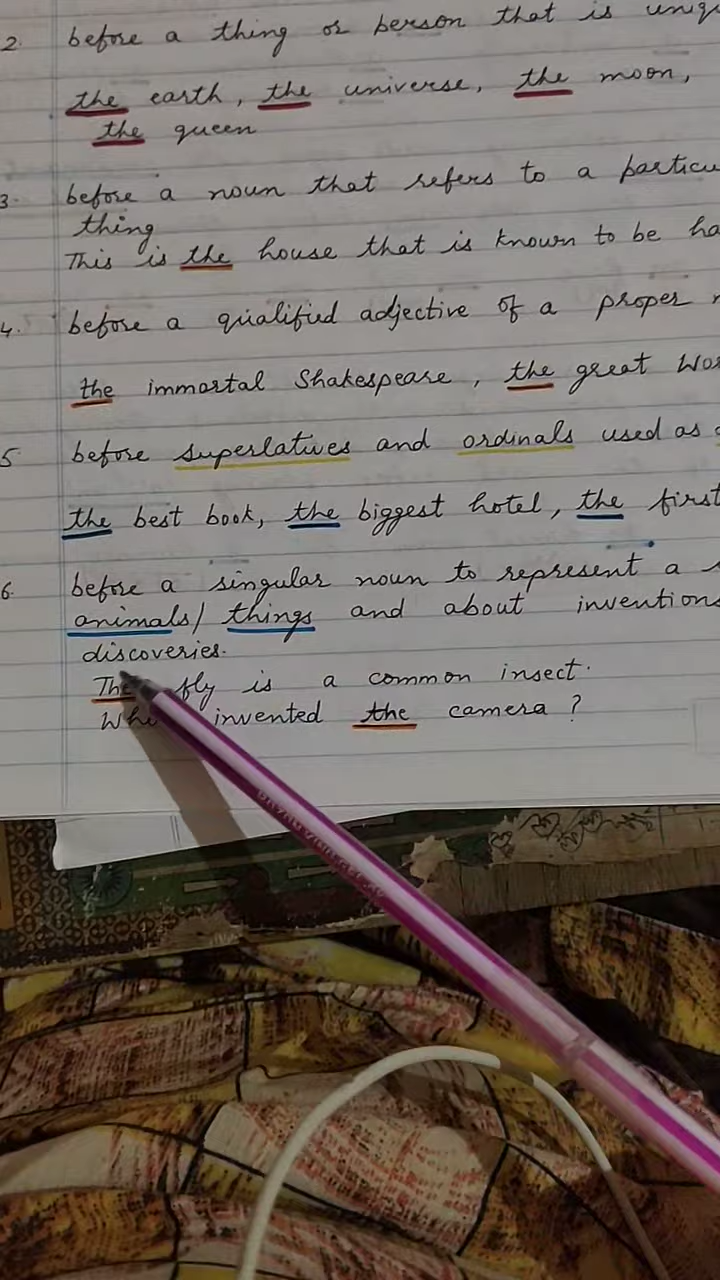 2. before a thing or person that is
the earth, the universe, the moon,
the queen
3. before a noun that refers to a
thing
This is the house that is known to be
4. before a qualified adjective of a proper
the immortal Shakespeare, the great
5. before superlatives and ordinals used as
the best book, the biggest hotel, the first
6. before a singular noun to represent a
animals/ things and about
discoveries.
The fly is a common insect.
invented the camera?